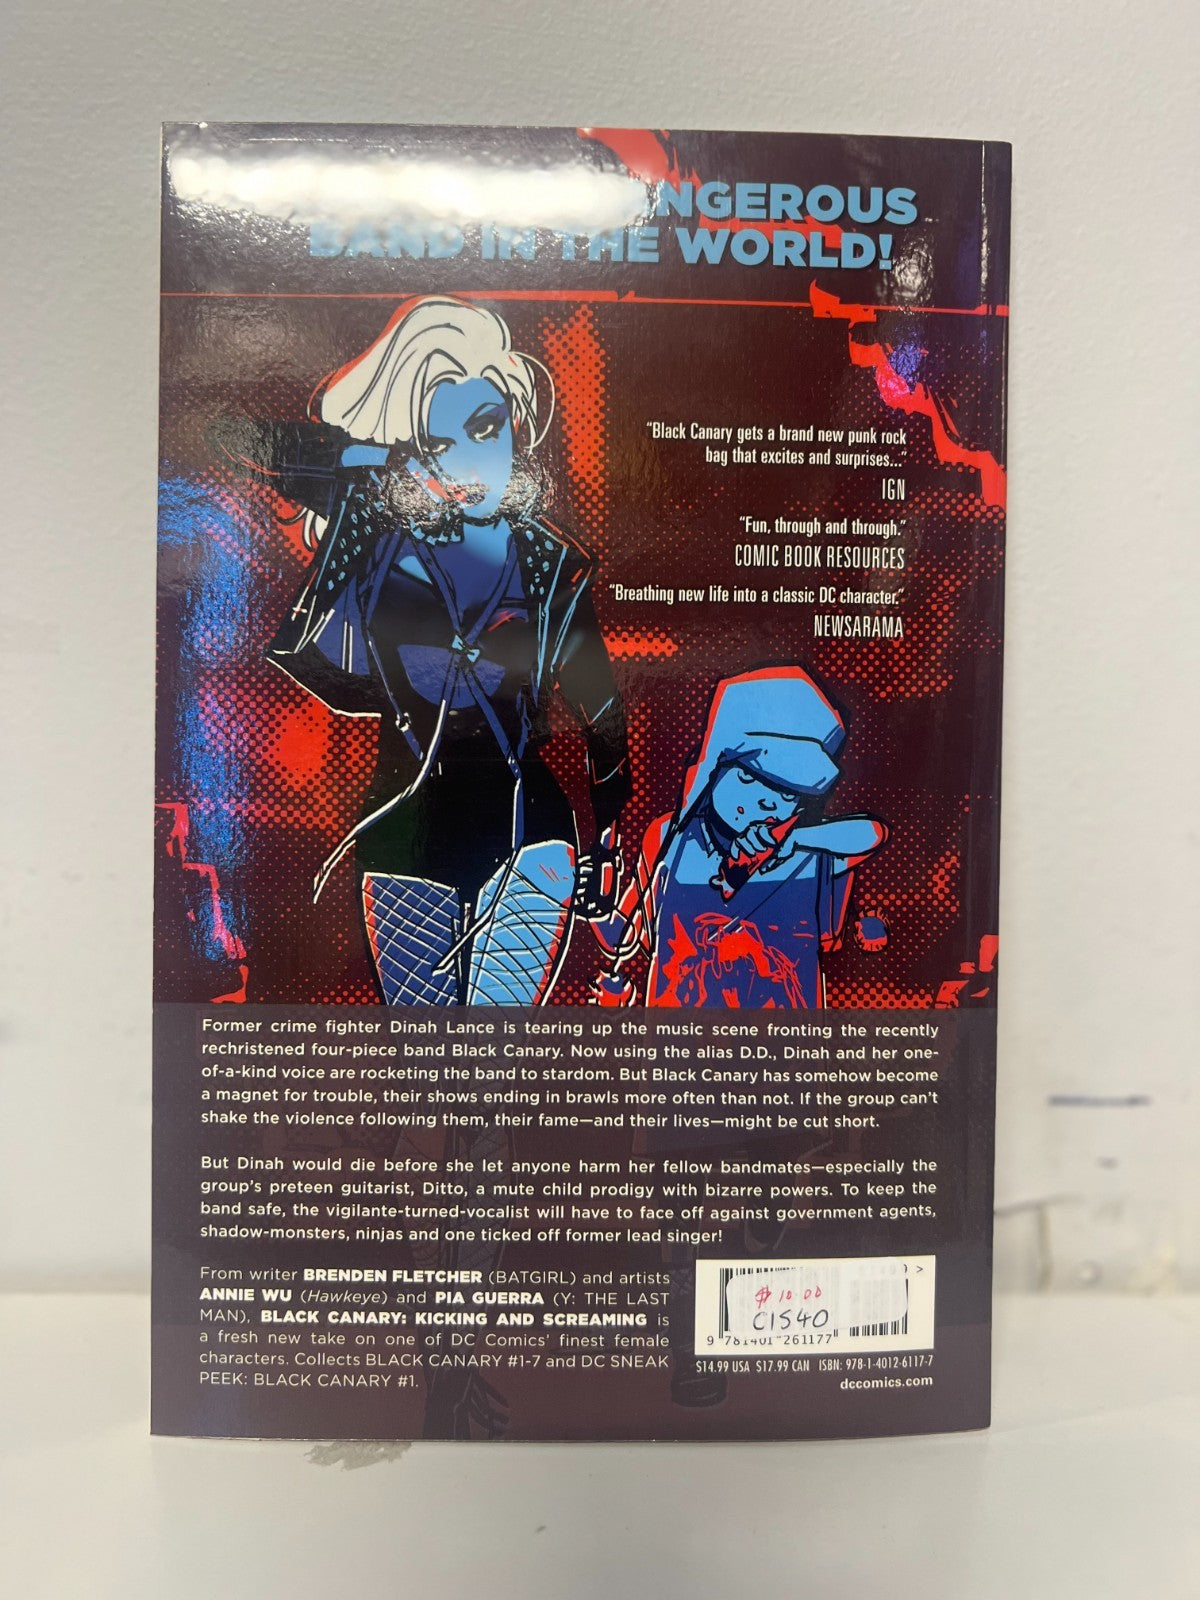 NGEROUS
BAND IN THE WORLD!
“Black Canary gets a brand new punk rock
bag that excites and surprises...”
IGN
“Fun, through and through.”
COMIC BOOK RESOURCES
“Breathing new life into a classic DC character.”
NEWSARAMA
Former crime fighter Dinah Lance is tearing up the music scene fronting the recently
rechristened four-piece band Black Canary. Now using the alias D.D., Dinah and her one-
of-a-kind voice are rocketing the band to stardom. But Black Canary has somehow become
a magnet for trouble, their shows ending in brawls more often than not. If the group can’t
shake the violence following them, their fame—and their lives—might be cut short.
But Dinah would die before she let anyone harm her fellow bandmates—especially the
group’s preteen guitarist, Ditto, a mute child prodigy with bizarre powers. To keep the
band safe, the vigilante-turned-vocalist will have to face off against government agents,
shadow-monsters, ninjas and one ticked off former lead singer!
From writer BRENDEN FLETCHER (BATGIRL) and artists
ANNIE WU (Hawkeye) and PIA GUERRA (Y: THE LAST
MAN), BLACK CANARY: KICKING AND SCREAMING is
a fresh new take on one of DC Comics’ finest female
characters. Collects BLACK CANARY #1-7 and DC SNEAK
PEEK: BLACK CANARY #1.
$ 10.00
C1540
9 781401 261177
$14.99 USA $17.99 CAN ISBN: 978-1-4012-6117-7
dccomics.com